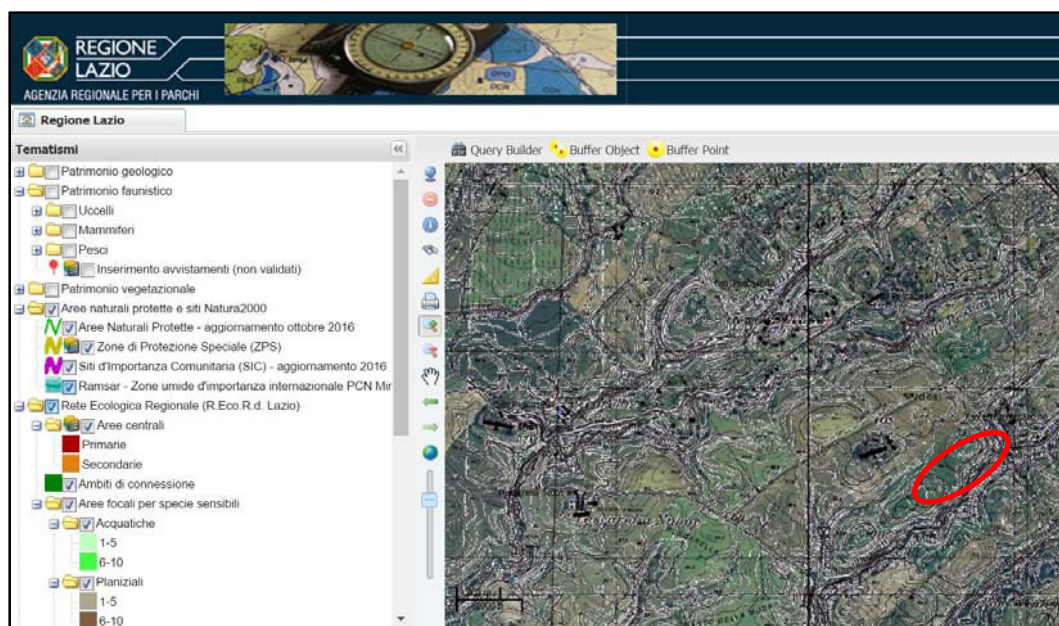 REGIONE
LAZIO
AGENZIA REGIONALE PER I PARCHI
Regione Lazio
Tematismi
Query Builder Buffer Object Buffer Point
Patrimonio geologico
Patrimonio faunistico
Uccelli
Mammiferi
Pesci
Inserimento avvistamenti (non validati)
Patrimonio vegetazionale
Aree naturali protette e siti Natura2000
Aree Naturali Protette - aggiornamento ottobre 2016
Zone di Protezione Speciale (ZPS)
Siti d'Importanza Comunitaria (SIC) - aggiornamento 2016
Ramsar - Zone umide d'importanza internazionale PCN Mir
Rete Ecologica Regionale (R.Eco.R.d. Lazio)
Aree centrali
Primarie
Secondarie
Ambiti di connessione
Aree focali per specie sensibili
Acquatiche
1-5
6-10
Planiziali
1-5
6-10